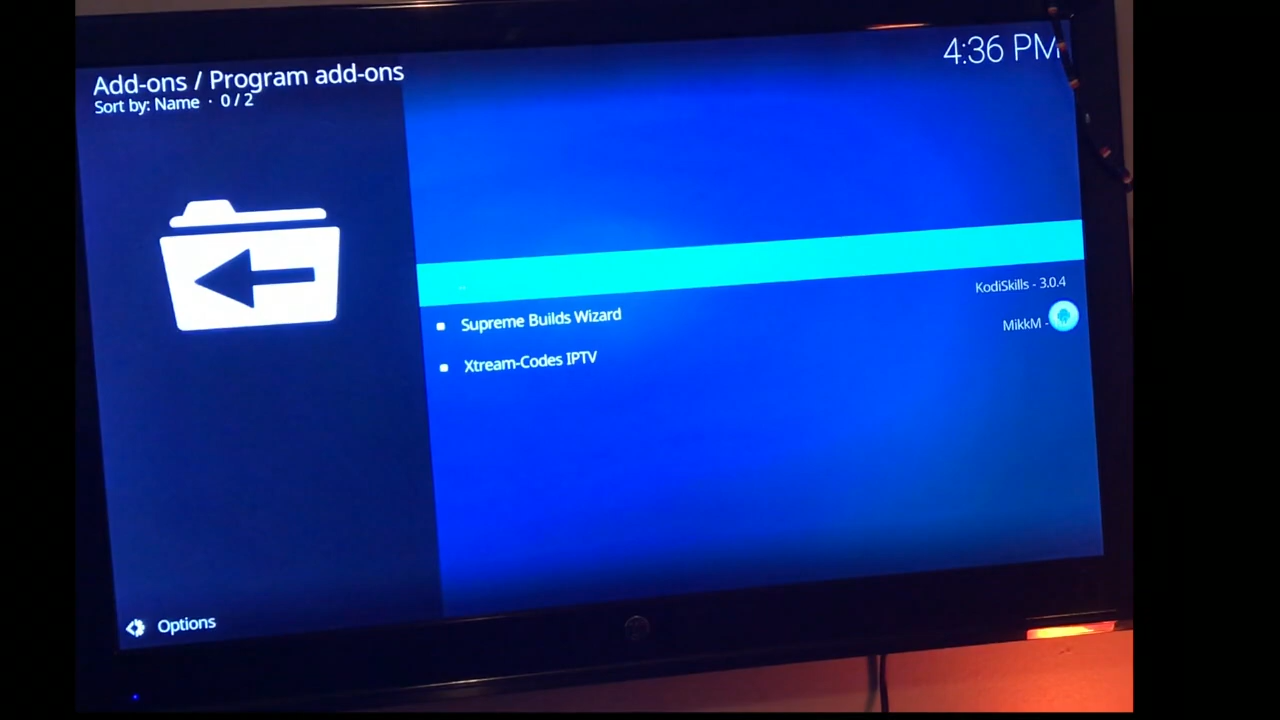 Add-ons / Program add-ons
Sort by: Name · 0 / 2
4:36 PM
..
KodiSkills - 3.0.4
Supreme Builds Wizard
MikkM -
Xtream-Codes IPTV
Options